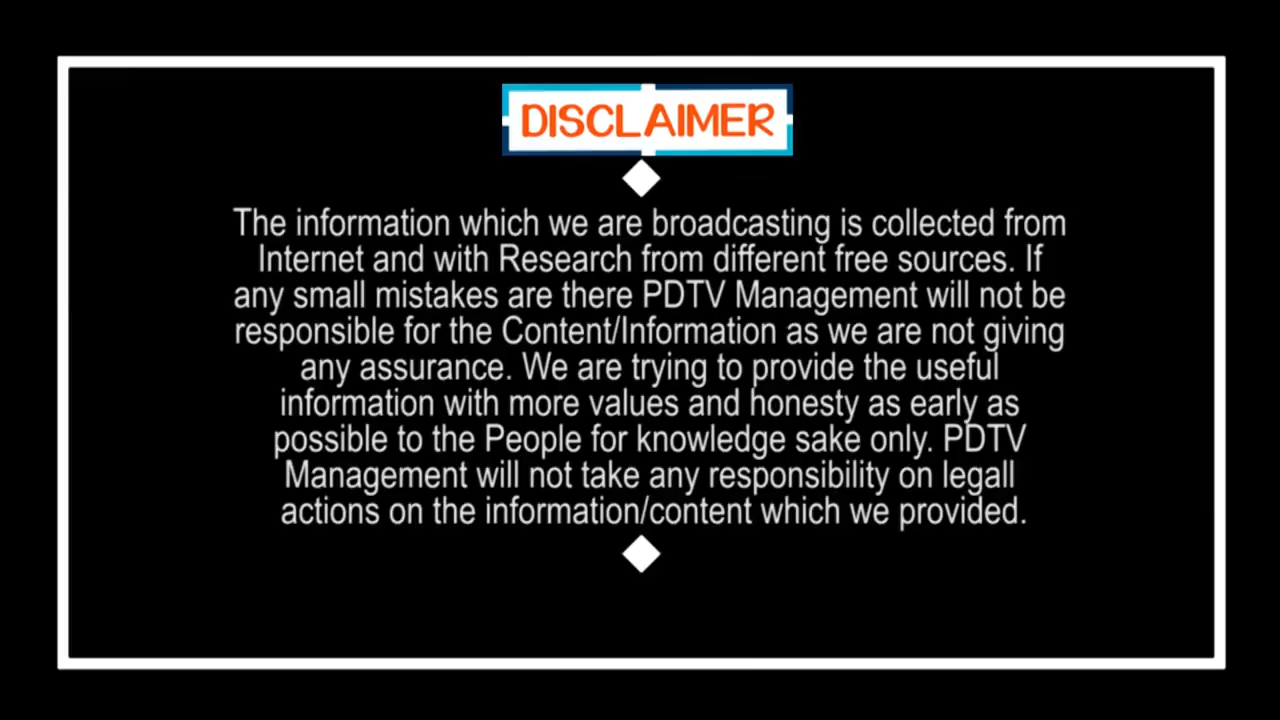 DISCLAIMER
The information which we are broadcasting is collected from
Internet and with Research from different free sources. If
any small mistakes are there PDTV Management will not be
responsible for the Content/Information as we are not giving
any assurance. We are trying to provide the useful
information with more values and honesty as early as
possible to the People for knowledge sake only. PDTV
Management will not take any responsibility on legall
actions on the information/content which we provided.